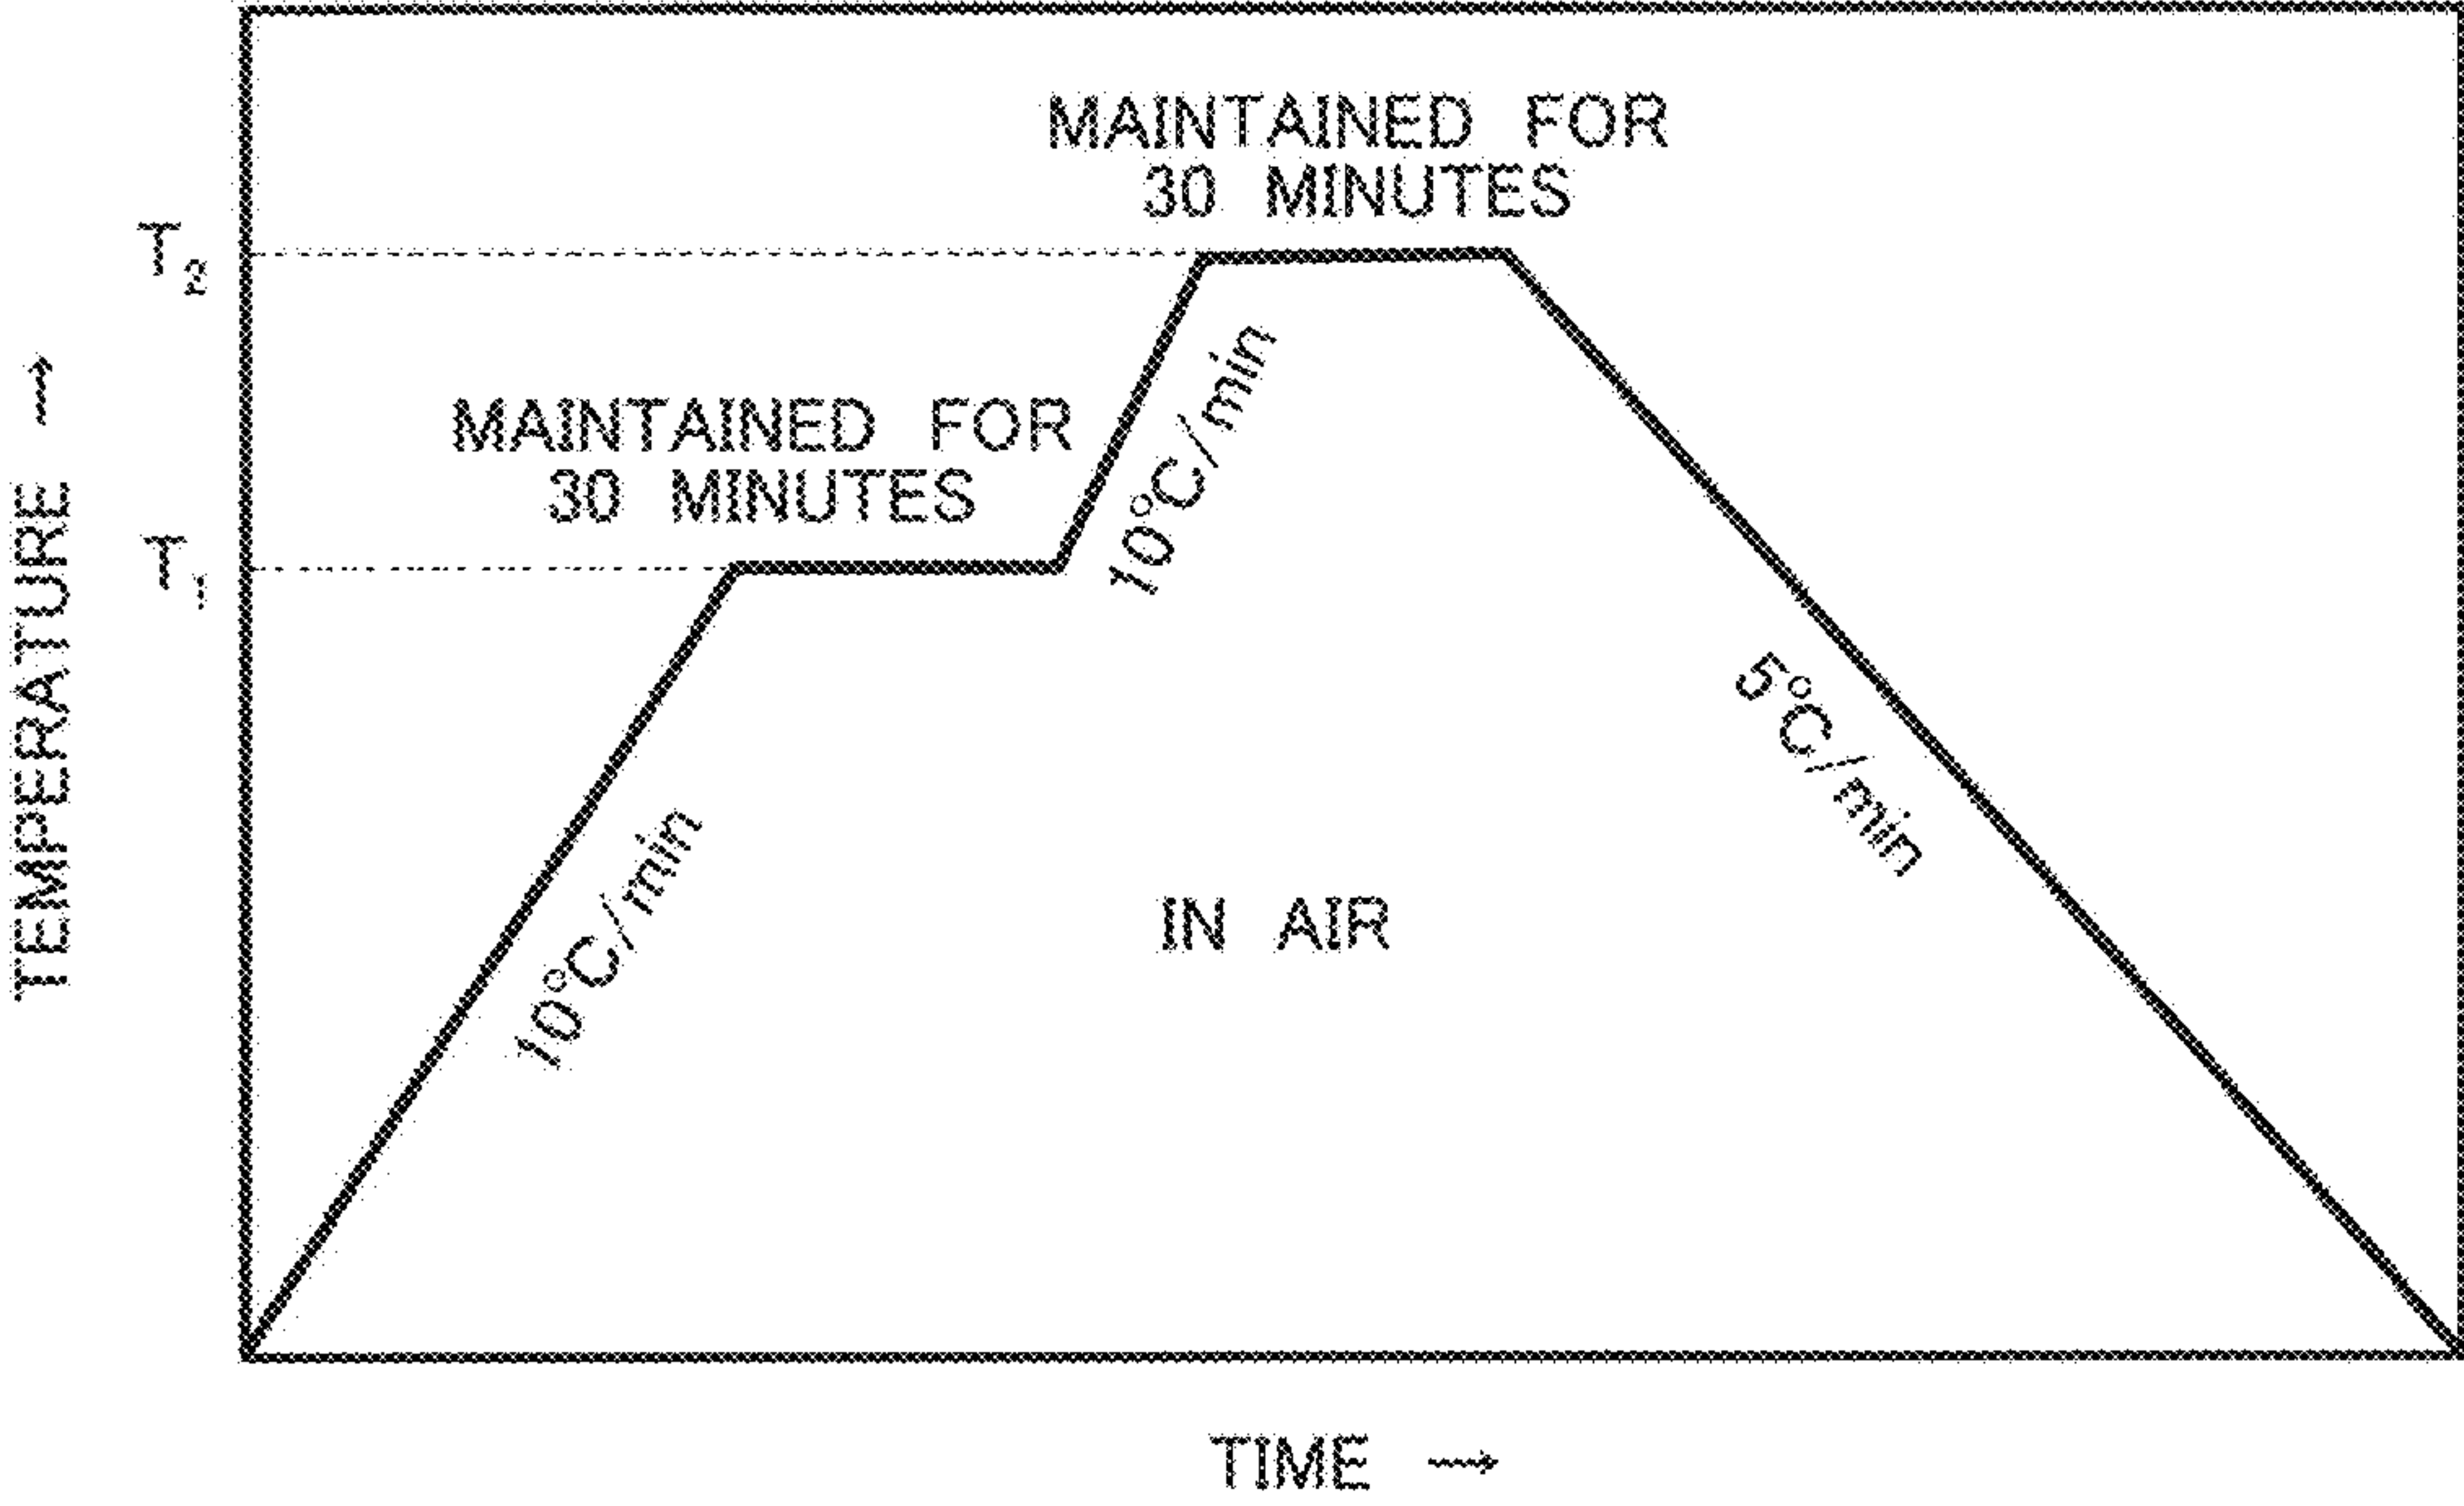 MAINTAINED FOR
30 MINUTES
T2
MAINTAINED FOR
30 MINUTES
10°C/min
T1
TEMPERATURE →
10°C/min
5°C/min
IN AIR
TIME →